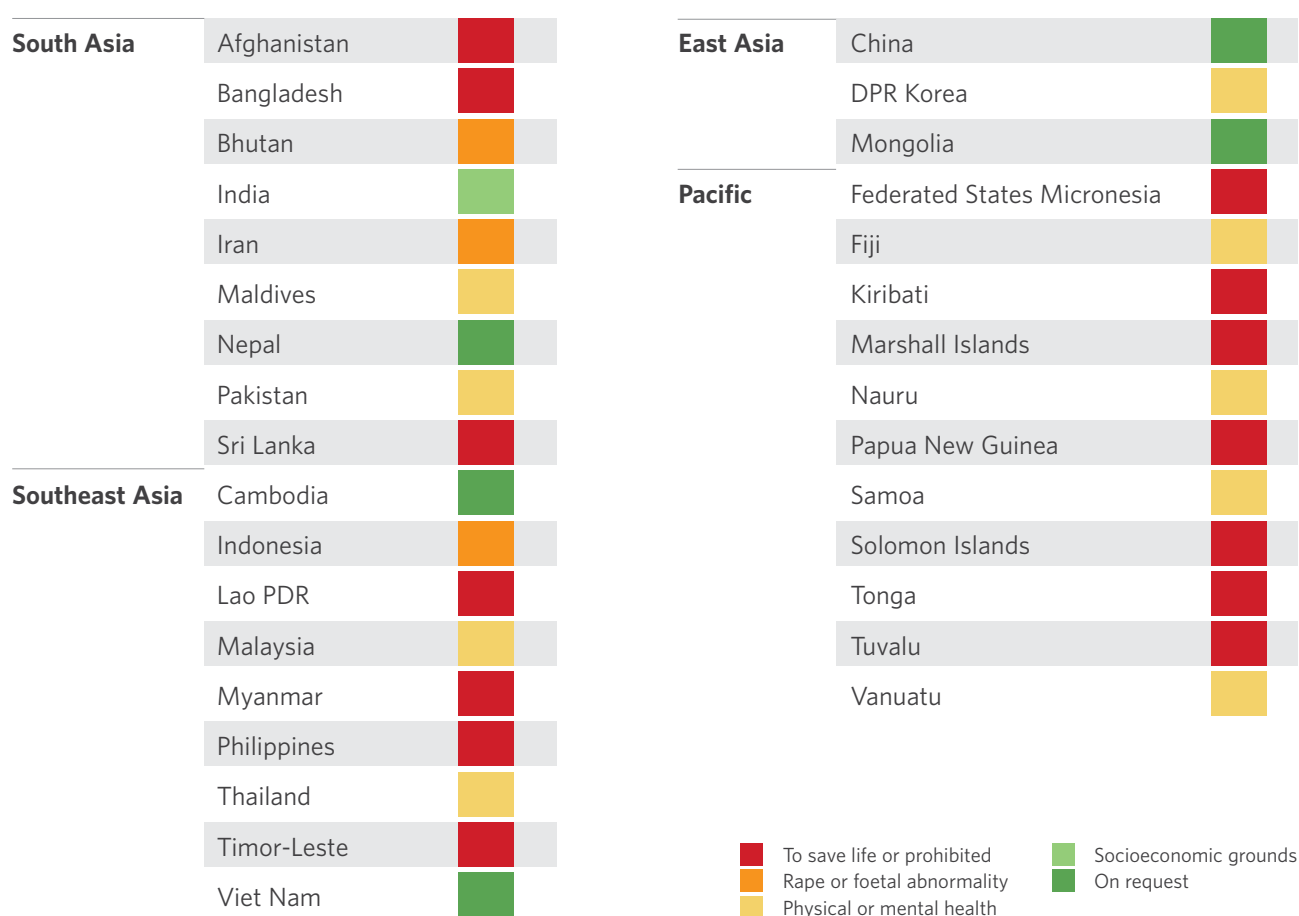 South Asia
Afghanistan
Bangladesh
Bhutan
India
Iran
Maldives
Nepal
Pakistan
Sri Lanka
Southeast Asia
Cambodia
Indonesia
Lao PDR
Malaysia
Myanmar
Philippines
Thailand
Timor-Leste
Viet Nam
East Asia
China
DPR Korea
Mongolia
Pacific
Federated States Micronesia
Fiji
Kiribati
Marshall Islands
Nauru
Papua New Guinea
Samoa
Solomon Islands
Tonga
Tuvalu
Vanuatu
To save life or prohibited
Rape or foetal abnormality
Physical or mental health
Socioeconomic grounds
On request